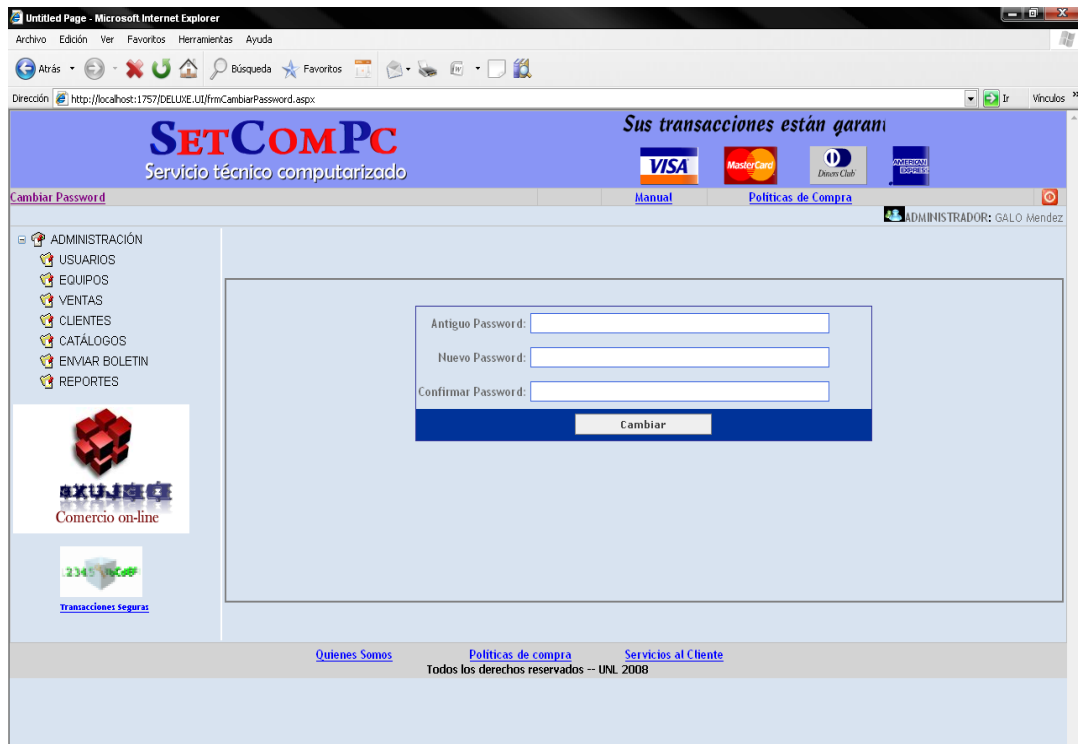 Untitled Page - Microsoft Internet Explorer
Archivo Edición Ver Favoritos Herramientas Ayuda
Atrás Búsqueda Favoritos
Dirección http://localhost:1757/DELUXE.UI/frmCambiarPassword.aspx Ir Vínculos »
SETCOMPC
Servicio técnico computarizado
Sus transacciones están garan
VISA MasterCard Diners Club AMERICAN EXPRESS
Cambiar Password Manual Políticas de Compra
ADMINISTRADOR: GALO Mendez
ADMINISTRACIÓN
USUARIOS
EQUIPOS
VENTAS
CLIENTES
CATÁLOGOS
ENVIAR BOLETIN
REPORTES
Antiguo Password:
Nuevo Password:
Confirmar Password:
Cambiar
Comercio on-line
Transacciones Seguras
Quienes Somos Políticas de compra Servicios al Cliente
Todos los derechos reservados -- UNL 2008